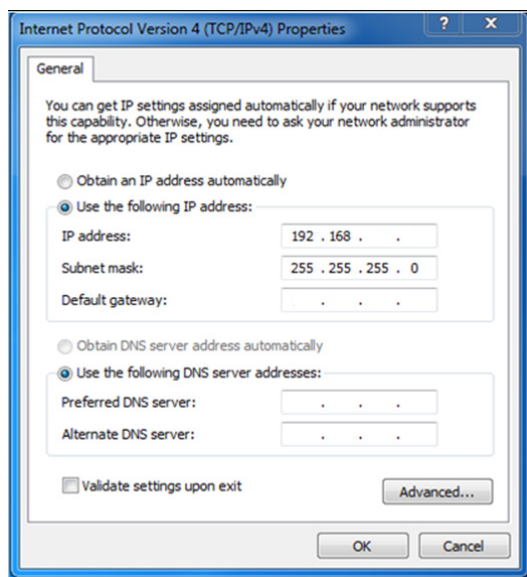 Internet Protocol Version 4 (TCP/IPv4) Properties ? X
General
You can get IP settings assigned automatically if your network supports
this capability. Otherwise, you need to ask your network administrator
for the appropriate IP settings.
Obtain an IP address automatically
Use the following IP address:
IP address: 192 . 168 . .
Subnet mask: 255 . 255 . 255 . 0
Default gateway: . . .
Obtain DNS server address automatically
Use the following DNS server addresses:
Preferred DNS server: . . .
Alternate DNS server: . . .
Validate settings upon exit
Advanced...
OK Cancel